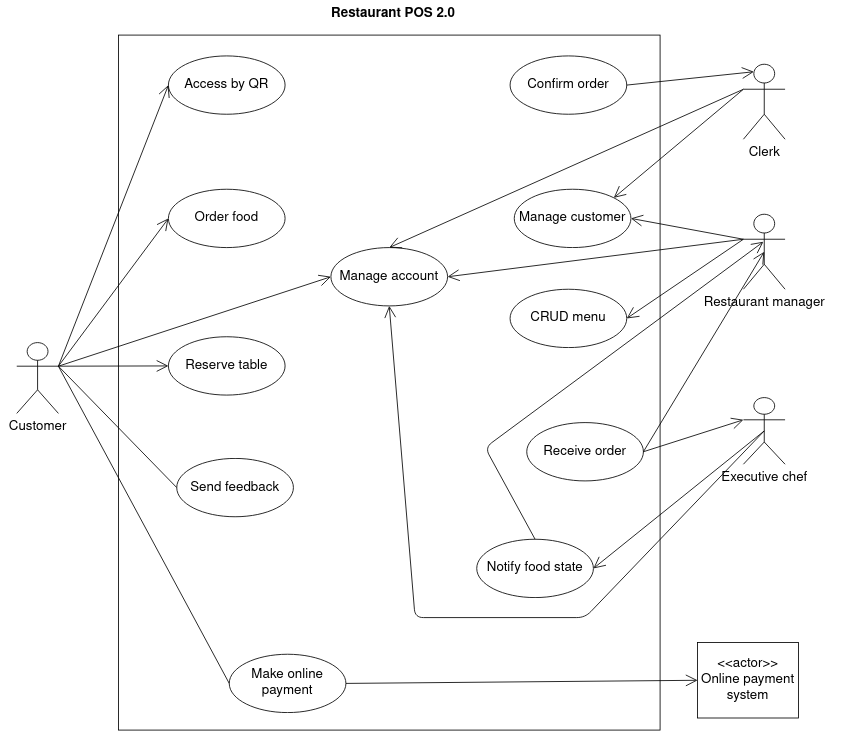 Restaurant POS 2.0
Access by QR
Confirm order
Clerk
Order food
Manage customer
Manage account
Restaurant manager
CRUD menu
Reserve table
Customer
Receive order
Executive chef
Send feedback
Notify food state
Make online
payment
<<actor>>
Online payment
system